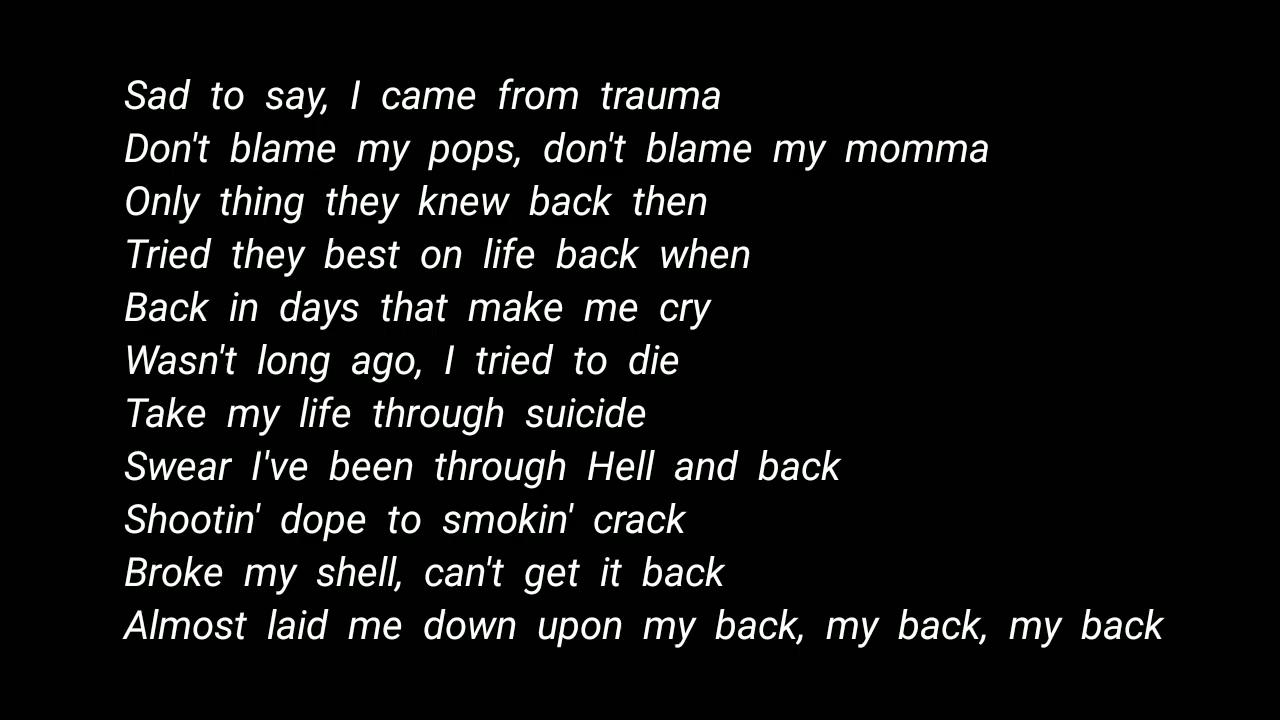 Sad to say, I came from trauma
Don't blame my pops, don't blame my momma
Only thing they knew back then
Tried they best on life back when
Back in days that make me cry
Wasn't long ago, I tried to die
Take my life through suicide
Swear I've been through Hell and back
Shootin' dope to smokin' crack
Broke my shell, can't get it back
Almost laid me down upon my back, my back, my back